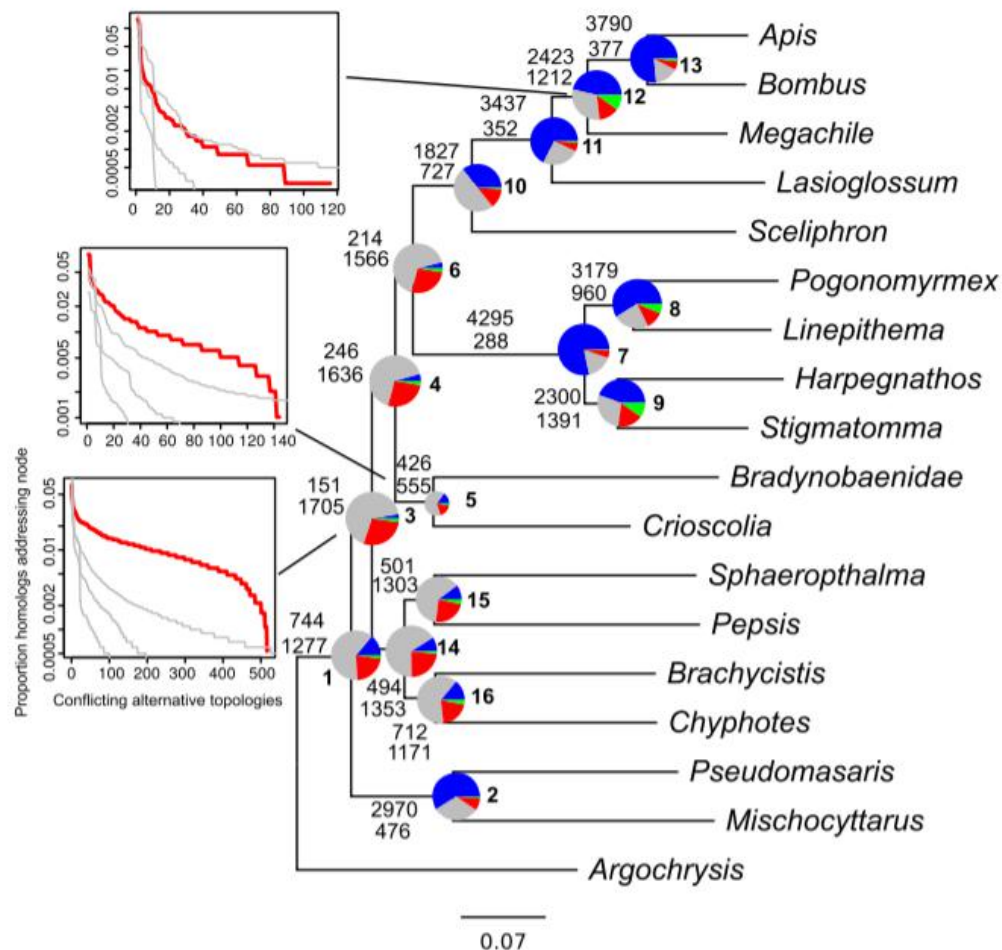 0.05
0.01
0.002
0.0005
0 20 40 60 80 100 120
0.05
0.02
0.005
0.001
0 20 40 60 80 100 120 140
0.05
0.01
0.002
0.0005
0 100 200 300 400 500
Proportion homologs addressing node
Conflicting alternative topologies
3790
377
13
2423
1212
12
3437
352
11
1827
727
10
214
1566
6
3179
960
8
4295
288
7
2300
1391
9
246
1636
4
426
555
5
151
1705
3
501
1303
15
744
1277
1
14
494
1353
16
712
1171
2970
476
2
Apis
Bombus
Megachile
Lasioglossum
Sceliphron
Pogonomyrmex
Linepithema
Harpegnathos
Stigmatomma
Bradynobaenidae
Crioscolia
Sphaeropthalma
Pepsis
Brachycistis
Chyphotes
Pseudomasaris
Mischocyttarus
Argochrysis
0.07